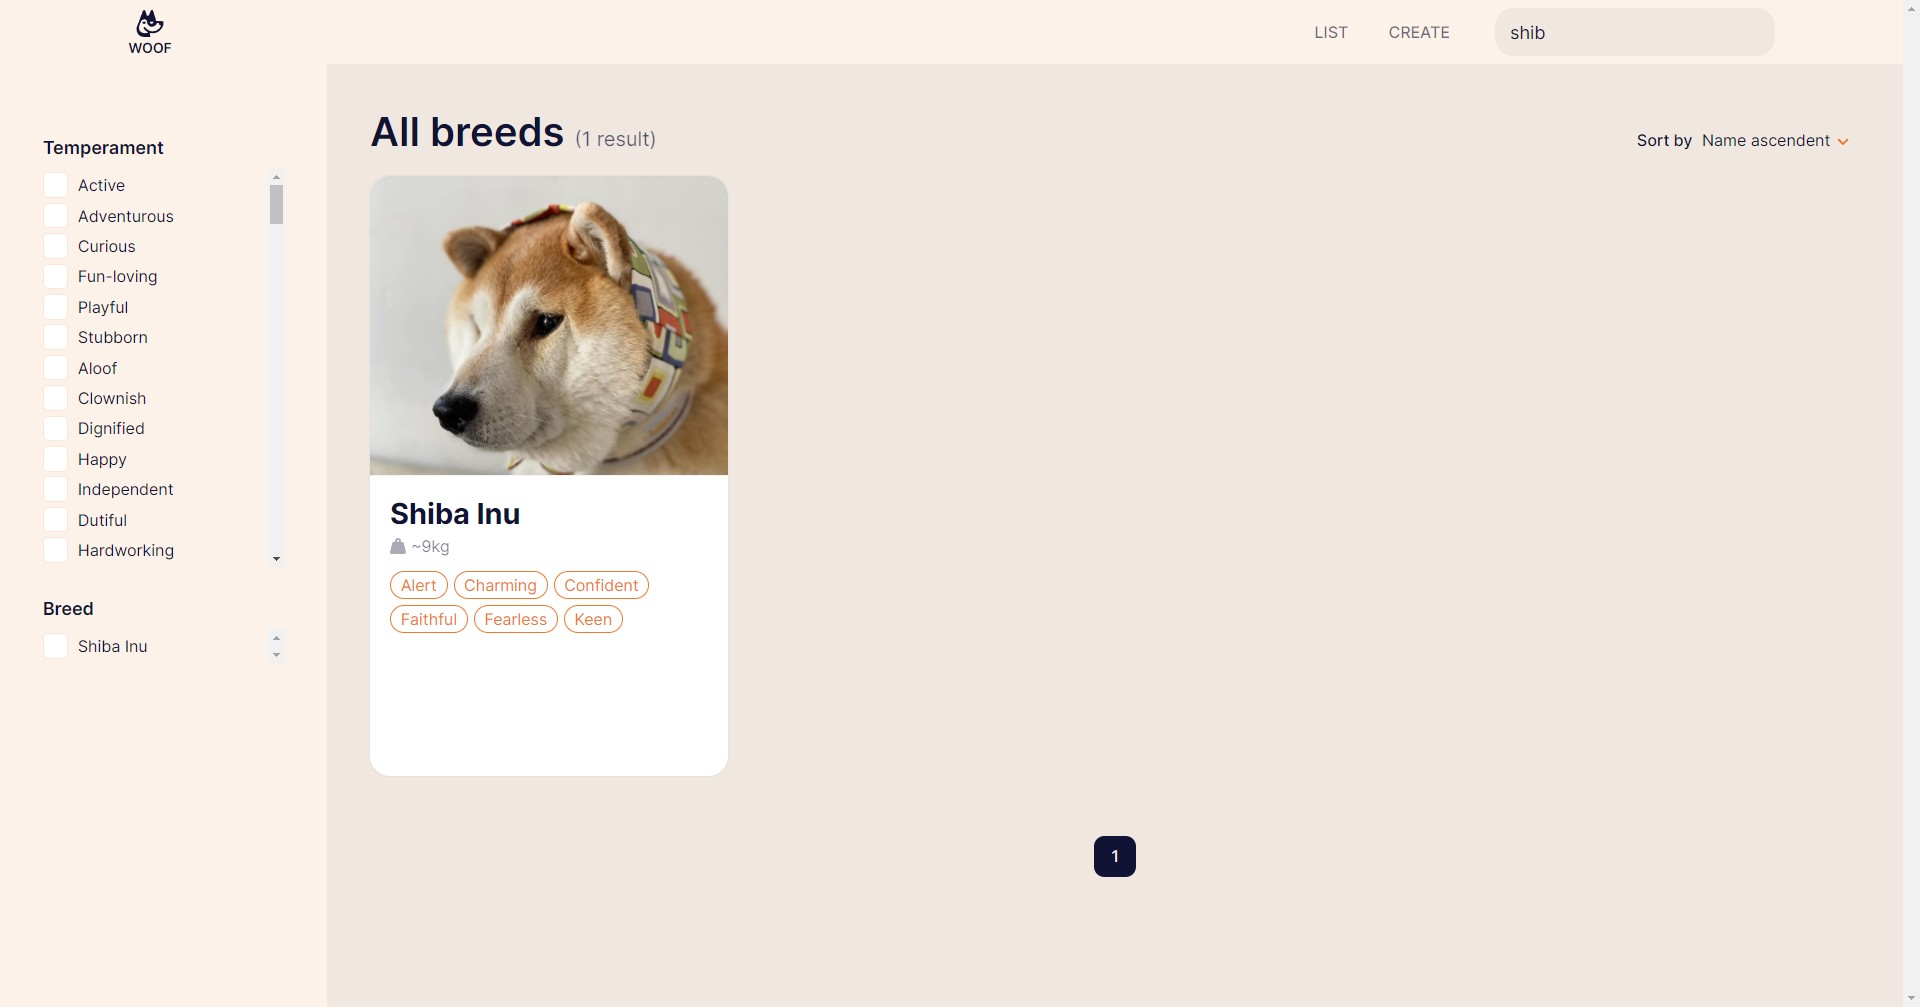 WOOF
LIST
CREATE
shib
Temperament
Active
Adventurous
Curious
Fun-loving
Playful
Stubborn
Aloof
Clownish
Dignified
Happy
Independent
Dutiful
Hardworking
Breed
Shiba Inu
All breeds (1 result)
Sort by Name ascendent
Shiba Inu
~9kg
Alert Charming Confident
Faithful Fearless Keen
1